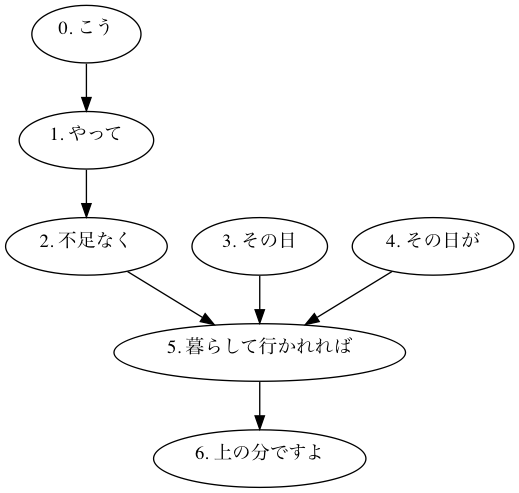 0. こう
1. やって
2. 不足なく
3. その日
4. その日が
5. 暮らして行かれれば
6. 上の分ですよ